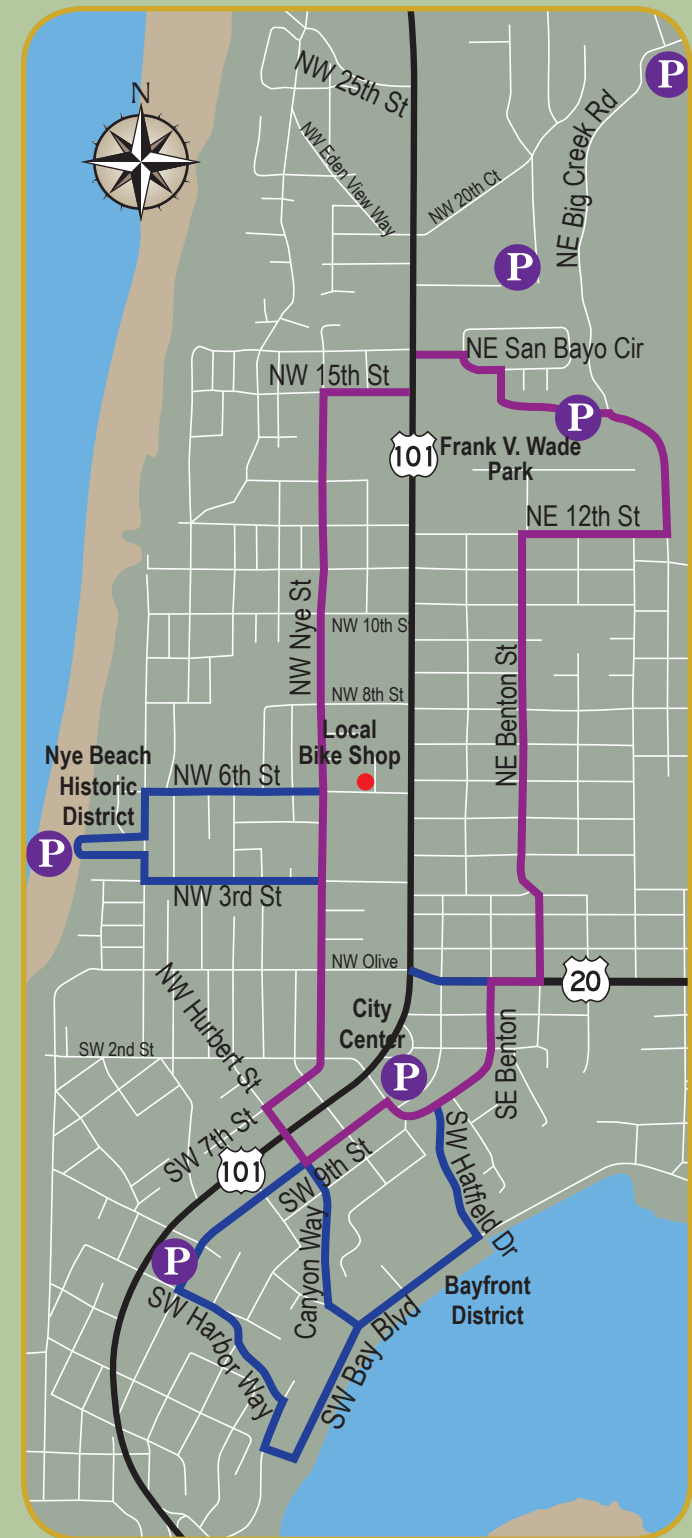 N
NW 25th St
P
NW Eden View Way
NW 20th Ct
NE Big Creek Rd
P
NE San Bayo Cir
NW 15th St
P
101
Frank V. Wade
Park
NE 12th St
NW Nye St
NW 10th S
NE Benton St
NW 8th St
Local
Bike Shop
Nye Beach
Historic
District
NW 6th St
P
NW 3rd St
NW Olive
20
NW Hurbert St
City
Center
P
SW 2nd St
SE Benton
SW 7th St
101
SW 9th St
SW Hatfield Dr
Canyon Way
P
SW Harbor Way
SW Bay Blvd
Bayfront
District